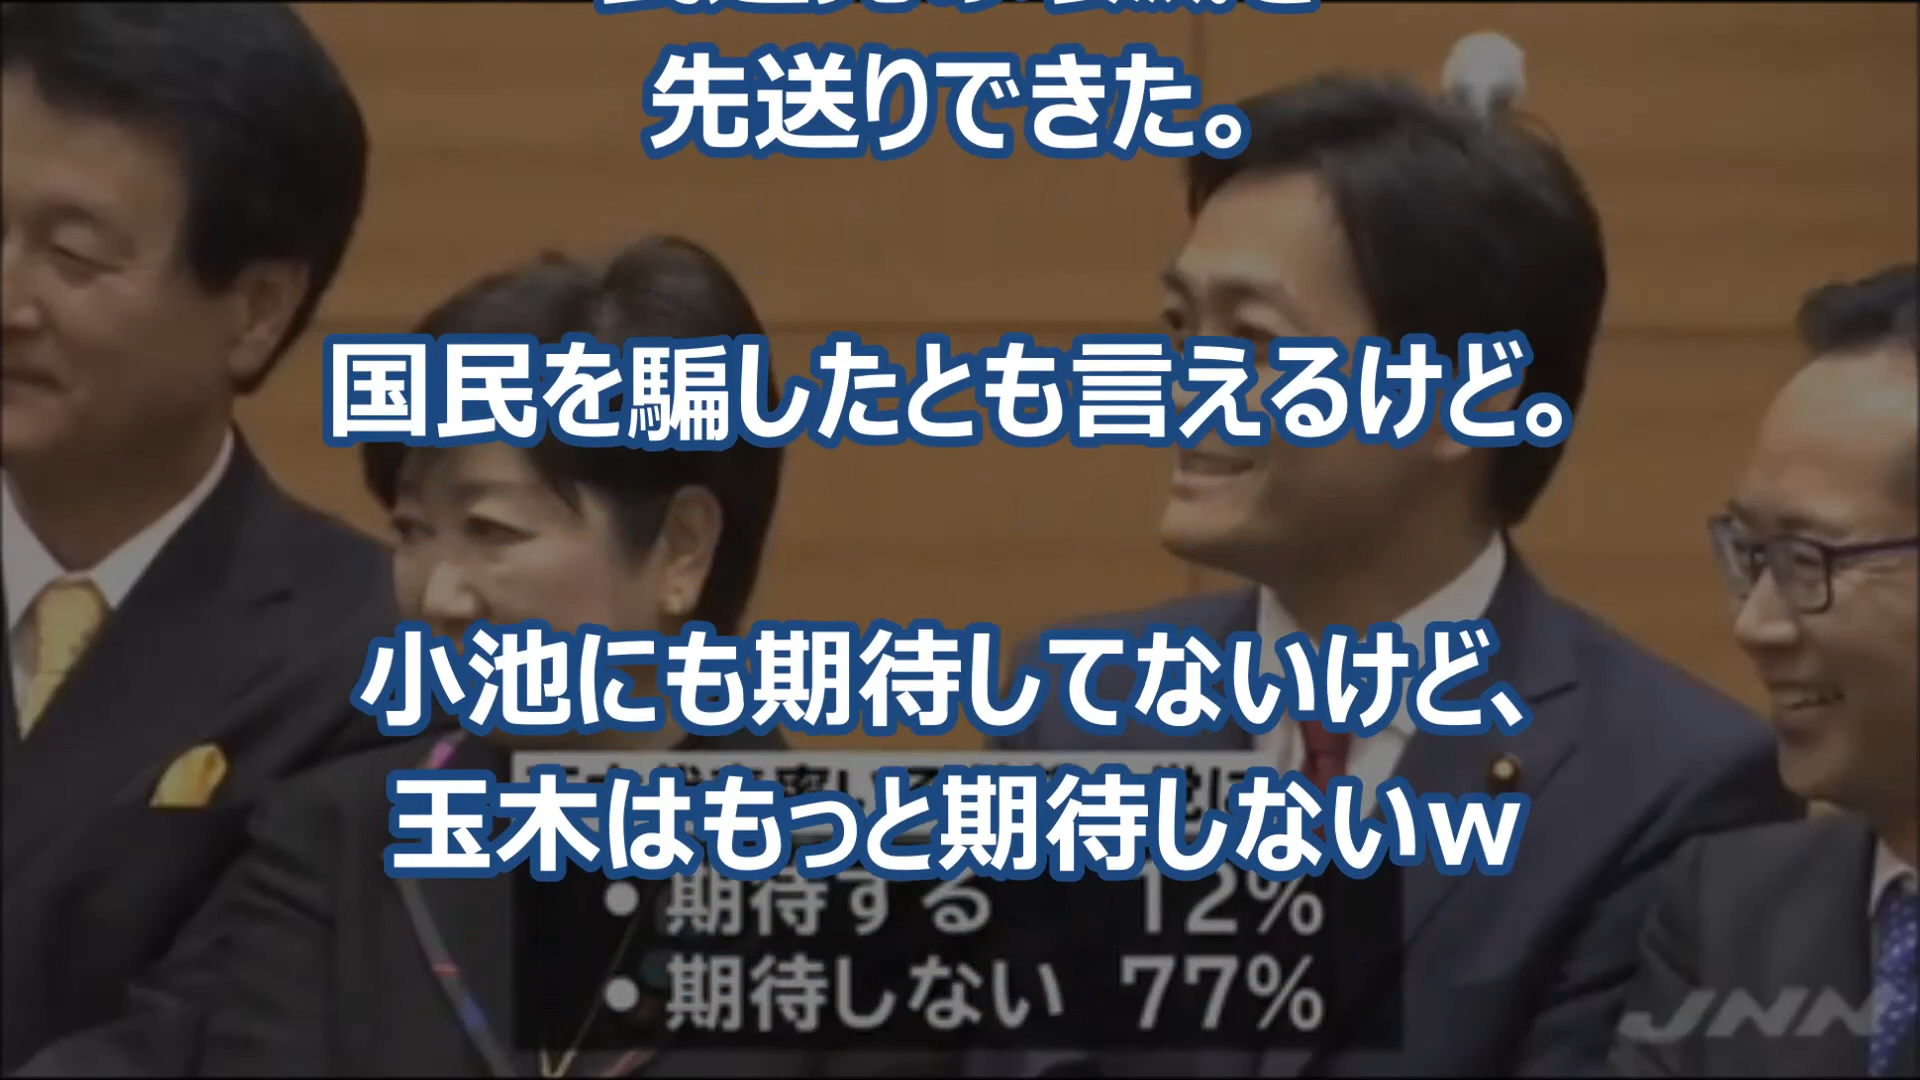 先送りできた。
国民を騙したとも言えるけど。
小池にも期待してないけど、
玉木はもっと期待しないw
・期待する 12%
・期待しない 77%
JNN